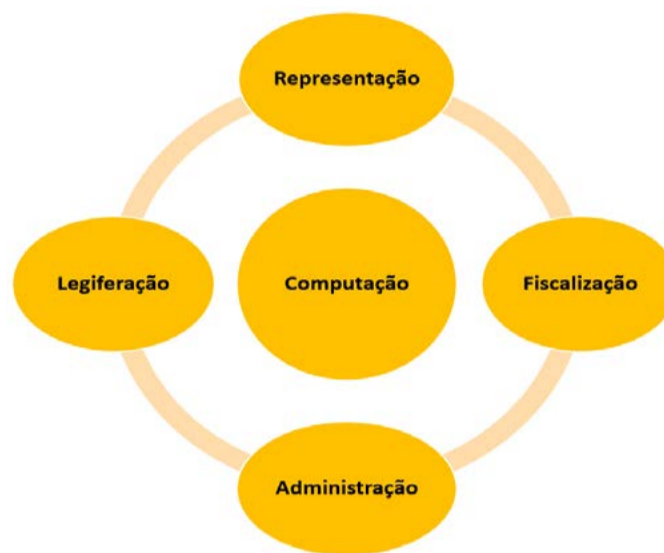 Representação
Legiferação
Computação
Fiscalização
Administração